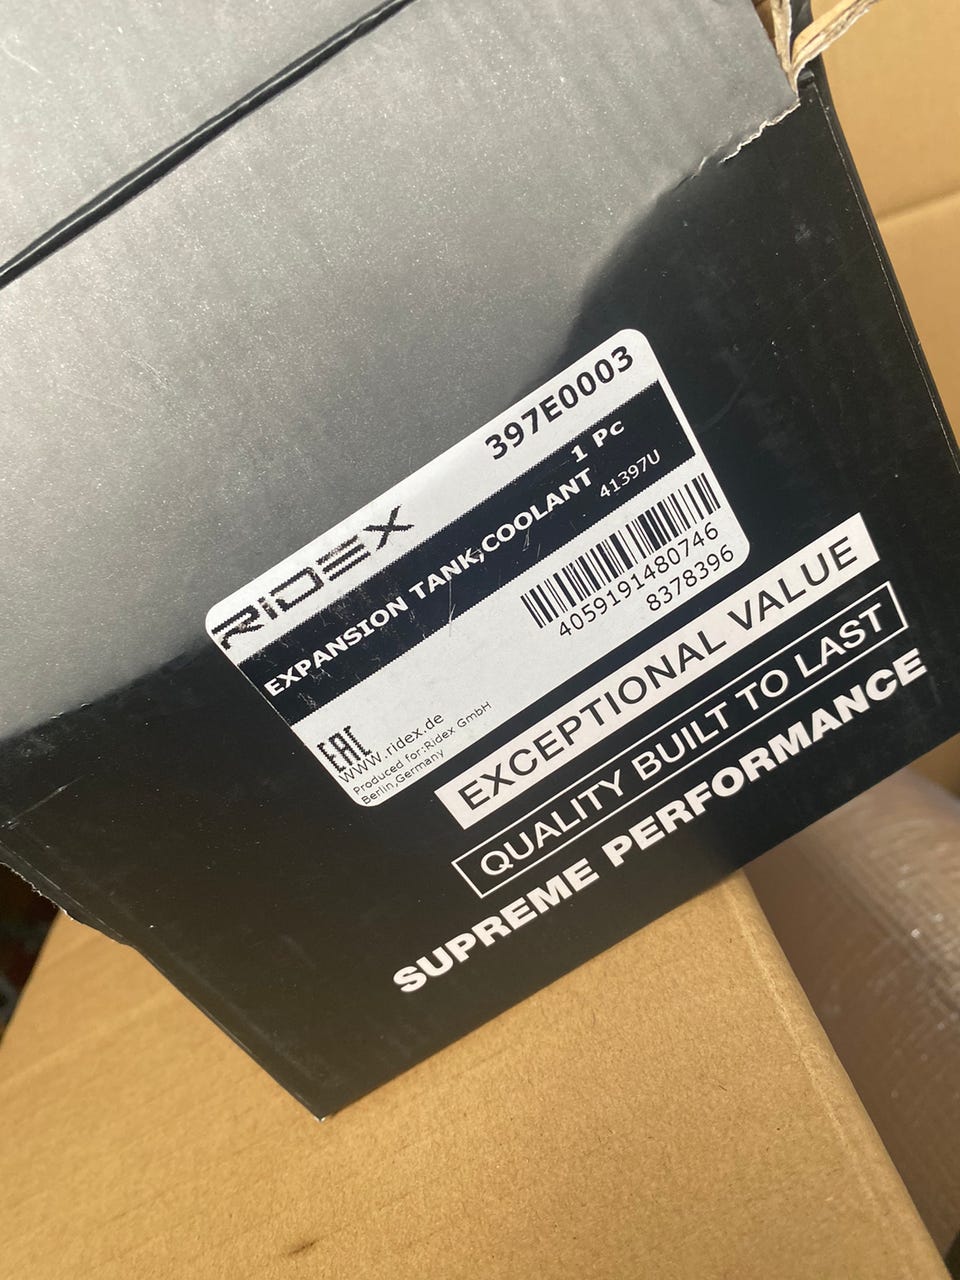 RIDEX
397E0003
EXPANSION TANK,COOLANT
1 Pc
41397U
4059191480746
8378396
EAC
www.ridex.de
Produced for:Ridex GmbH
Berlin,Germany
EXCEPTIONAL VALUE
QUALITY BUILT TO LAST
SUPREME PERFORMANCE